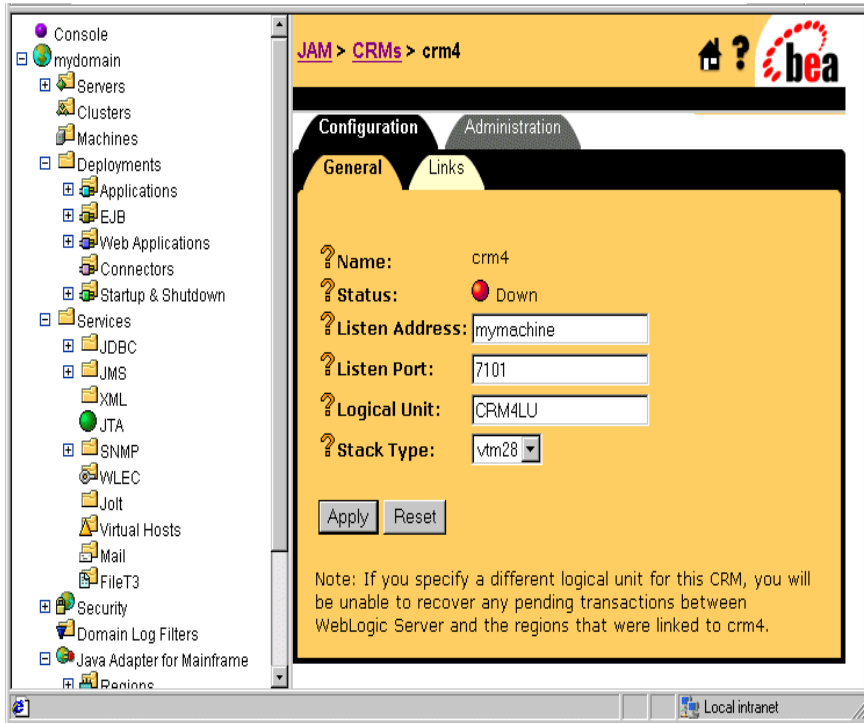 Console
mydomain
Servers
Clusters
Machines
Deployments
Applications
EJB
Web Applications
Connectors
Startup & Shutdown
Services
JDBC
JMS
XML
JTA
SNMP
WLEC
Jolt
Virtual Hosts
Mail
FileT3
Security
Domain Log Filters
Java Adapter for Mainframe
Regions
JAM > CRMs > crm4
?
bea
Configuration Administration
General Links
? Name: crm4
? Status: Down
? Listen Address: mymachine
? Listen Port: 7101
? Logical Unit: CRM4LU
? Stack Type: vtm28
Apply Reset
Note: If you specify a different logical unit for this CRM, you will
be unable to recover any pending transactions between
WebLogic Server and the regions that were linked to crm4.
Local intranet